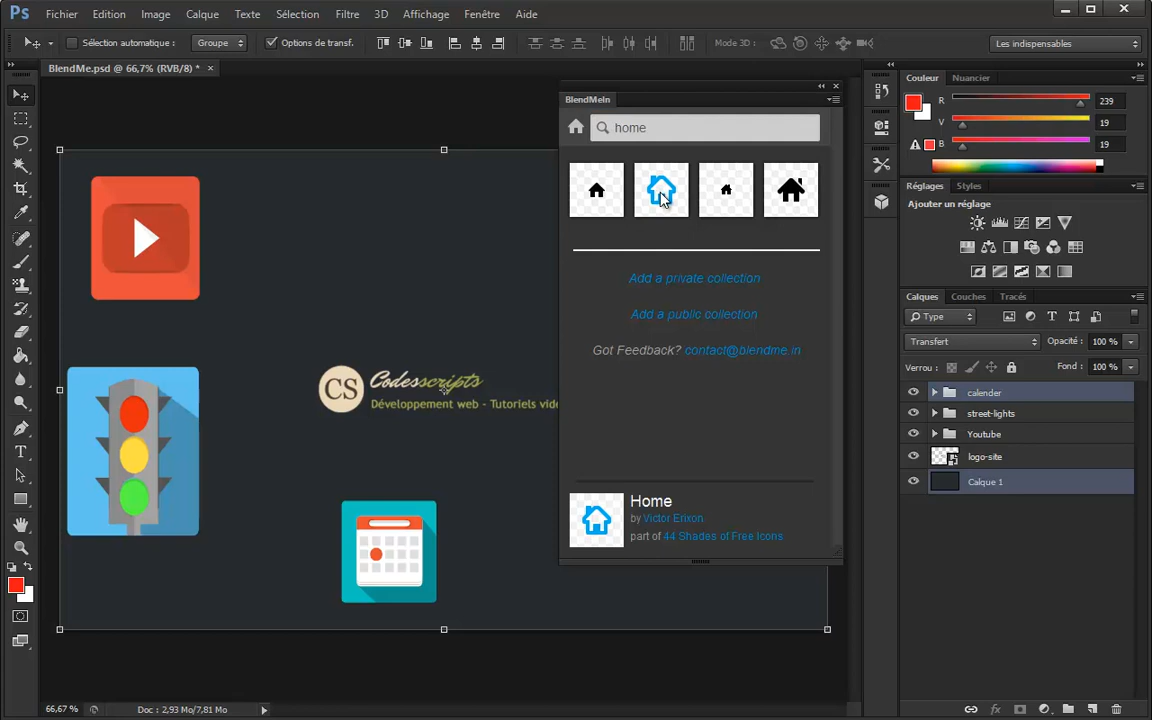 Ps Fichier Edition Image Calque Texte Sélection Filtre 3D Affichage Fenêtre Aide
Sélection automatique : Groupe Options de transf. Mode 3D : Les indispensables
BlendMe.psd @ 66,7% (RVB/8) * ×
BlendMeIn
home
Add a private collection
Add a public collection
Got Feedback? contact@blendme.in
Home
by Victor Erixon
part of 44 Shades of Free Icons
CS Codesscripts
Développement web - Tutoriels vide
Couleur Nuancier
R 239
V 19
B 19
Réglages Styles
Ajouter un réglage
Calques Couches Tracés
Type
Transfert Opacité : 100 %
Verrou : Fond : 100 %
calender
street-lights
Youtube
logo-site
Calque 1
66,67 % Doc : 2,93 Mo/7,81 Mo